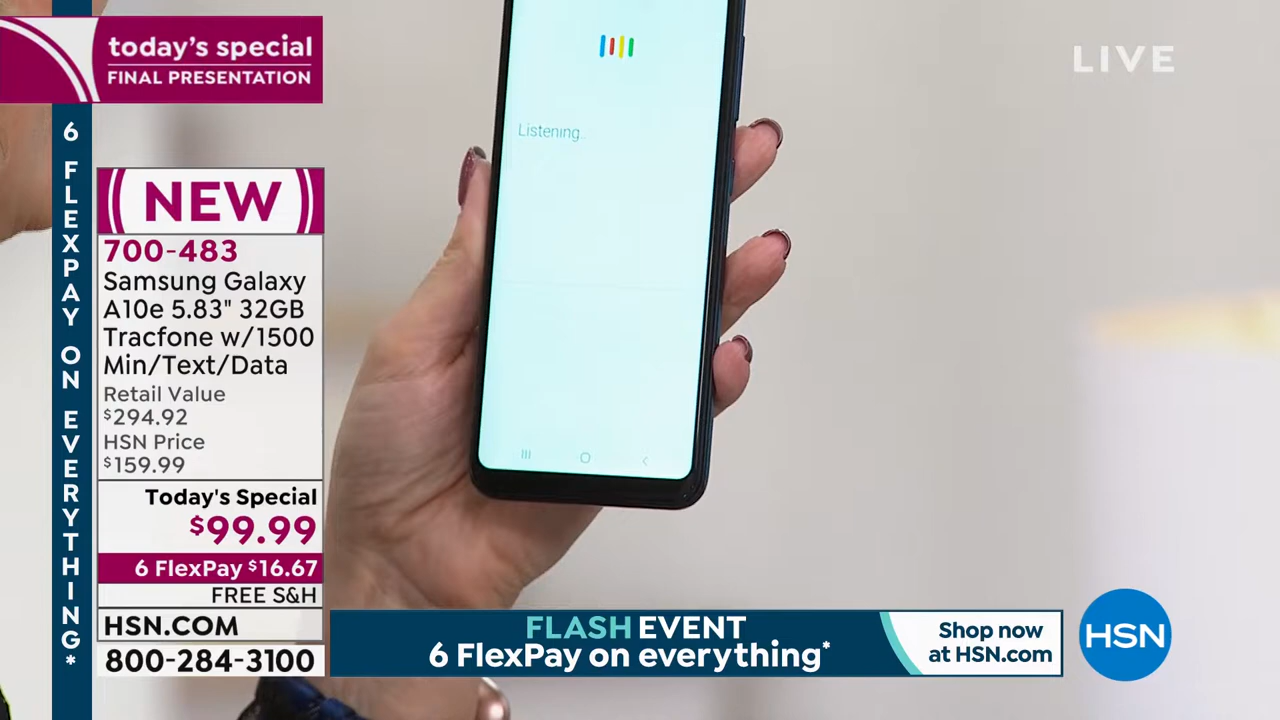 today's special
FINAL PRESENTATION
LIVE
6 FLEXPAY ON EVERYTHING*
NEW
700-483
Samsung Galaxy
A10e 5.83" 32GB
Tracfone w/1500
Min/Text/Data
Retail Value
$294.92
HSN Price
$159.99
Today's Special
$99.99
6 FlexPay $16.67
FREE S&H
HSN.COM
800-284-3100
Listening..
FLASH EVENT
6 FlexPay on everything*
Shop now
at HSN.com
HSN